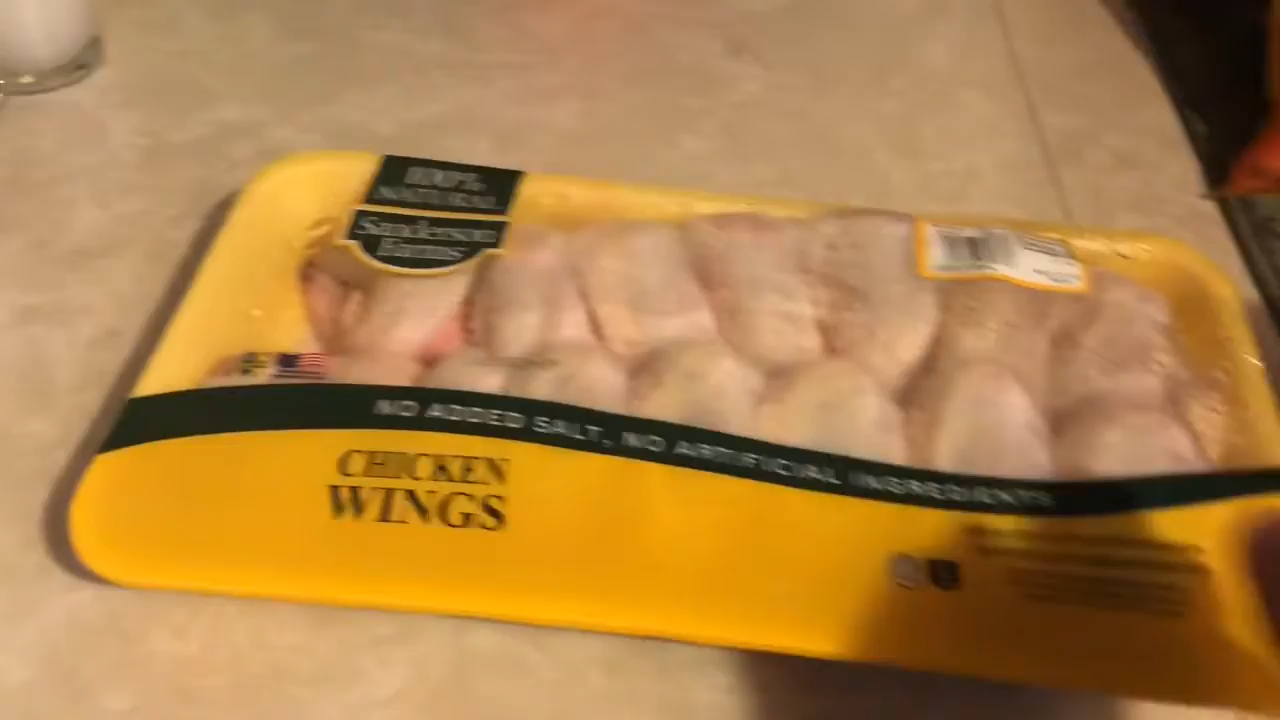 100%
NATURAL
Sanderson
Farms
NO ADDED SALT, NO ARTIFICIAL INGREDIENTS
CHICKEN
WINGS